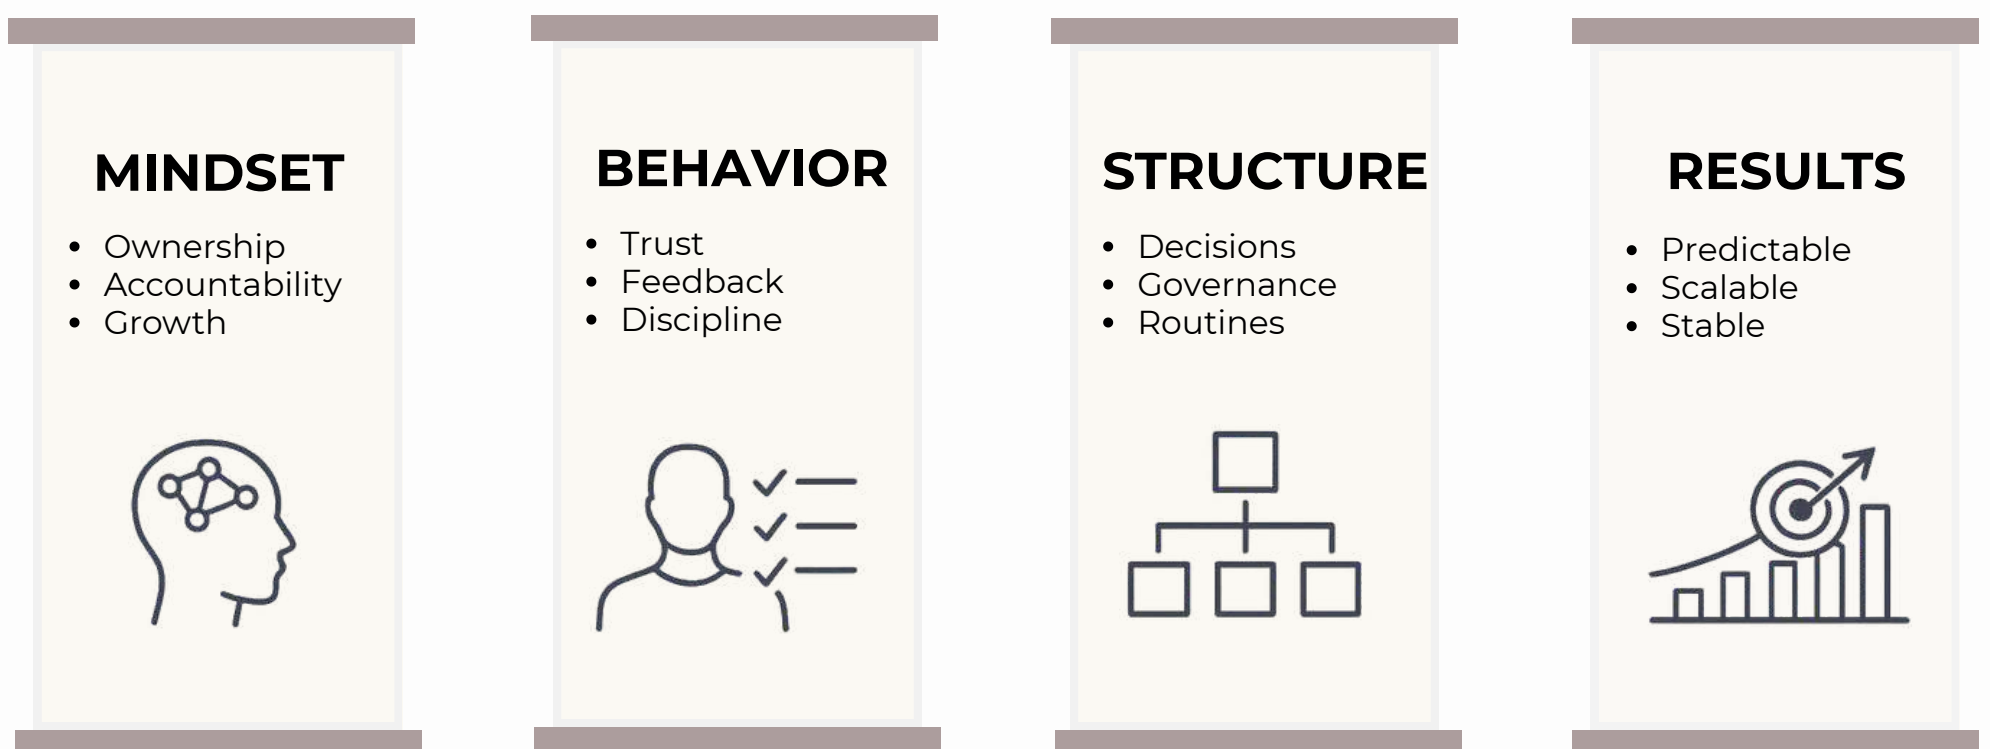 MINDSET
• Ownership
• Accountability
• Growth
BEHAVIOR
• Trust
• Feedback
• Discipline
STRUCTURE
• Decisions
• Governance
• Routines
RESULTS
• Predictable
• Scalable
• Stable